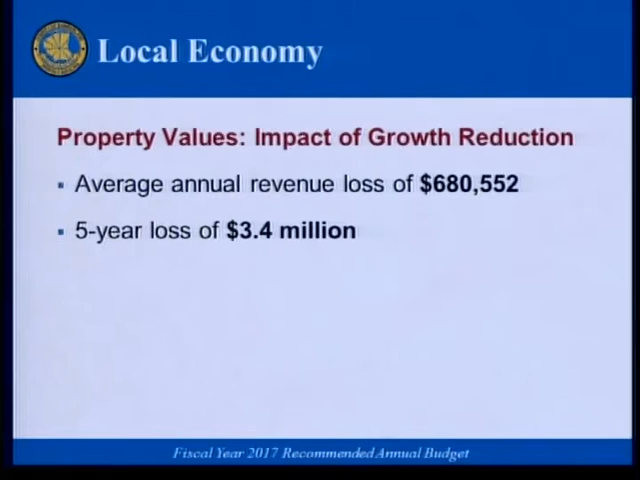 Local Economy
Property Values: Impact of Growth Reduction
▪ Average annual revenue loss of $680,552
▪ 5-year loss of $3.4 million
Fiscal Year 2017 Recommended Annual Budget